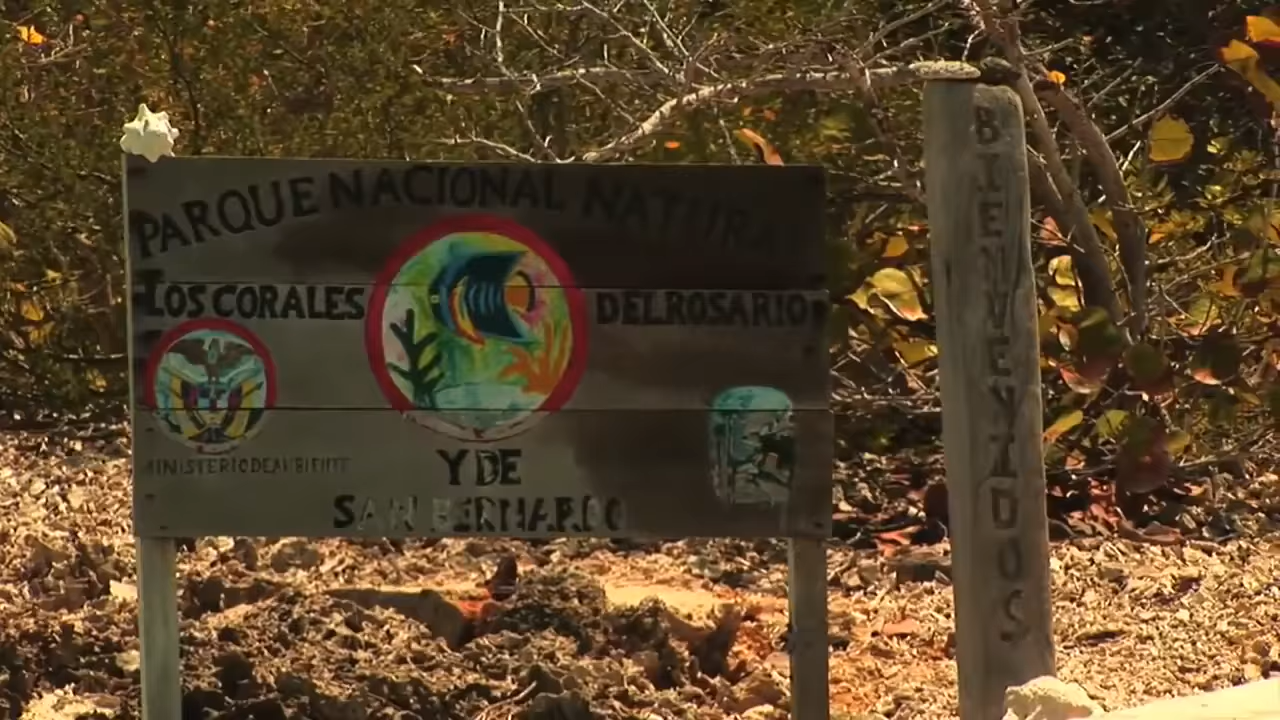 PARQUE NACIONAL NATURAL
LOS CORALES DEL ROSARIO
MINISTERIO DE AMBIENTE
Y DE
SAN BERNARDO
BIENVENIDOS